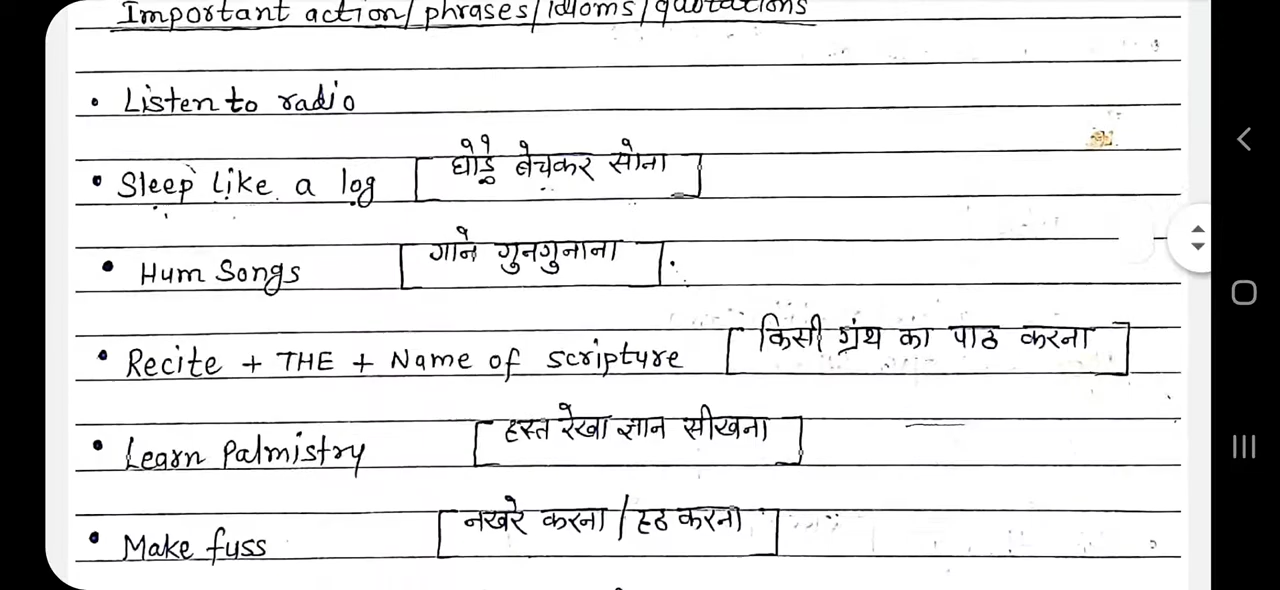 Important action/phrases/idioms/quotations
• Listen to radio
• Sleep like a log [ घोड़े बेचकर सोना ]
• Hum Songs [ गाने गुनगुनाना ].
• Recite + THE + Name of scripture [ किसी ग्रंथ का पाठ करना ]
• Learn Palmistry [ हस्त रेखा ज्ञान सीखना ]
• Make fuss [ नखरे करना / हठ करना ]